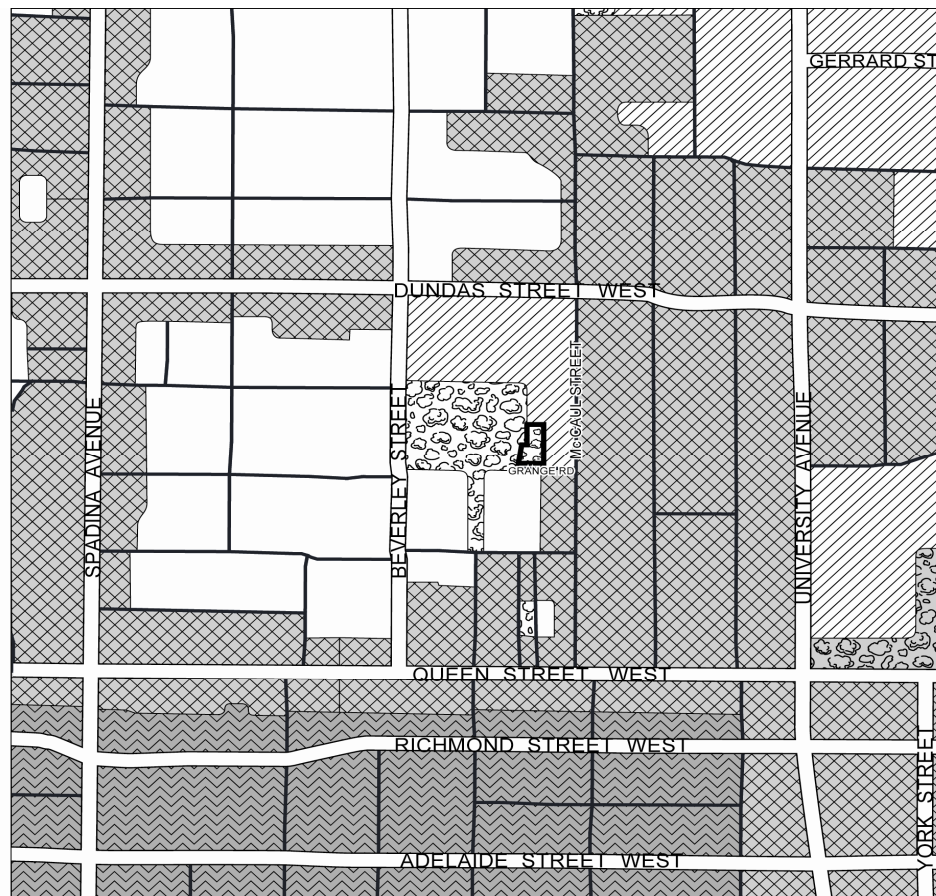 GERRARD ST
DUNDAS STREET WEST
McCAUL STREET
SPADINA AVENUE
BEVERLEY STREET
UNIVERSITY AVENUE
GRANGE RD
QUEEN STREET WEST
RICHMOND STREET WEST
YORK STREET
ADELAIDE STREET WEST